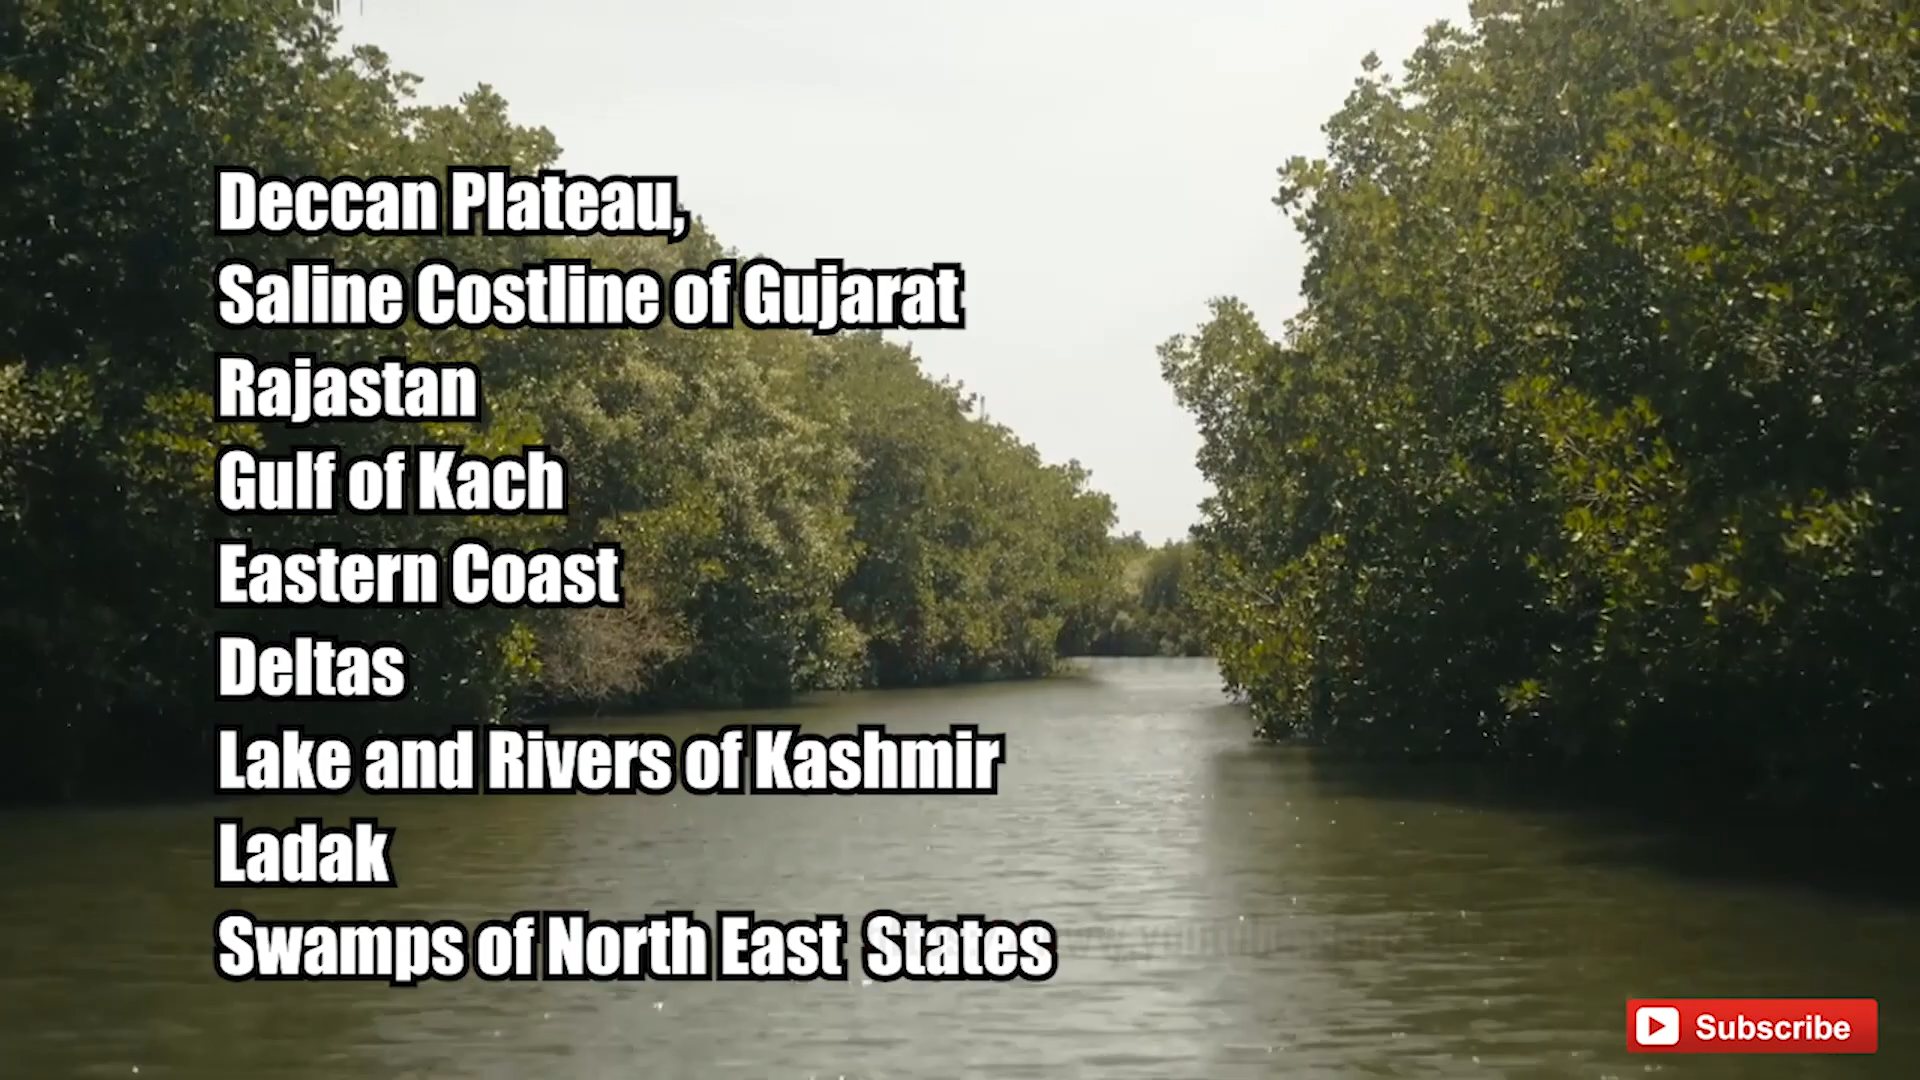 Deccan Plateau,
Saline Costline of Gujarat
Rajastan
Gulf of Kach
Eastern Coast
Deltas
Lake and Rivers of Kashmir
Ladak
Swamps of North East States
Subscribe